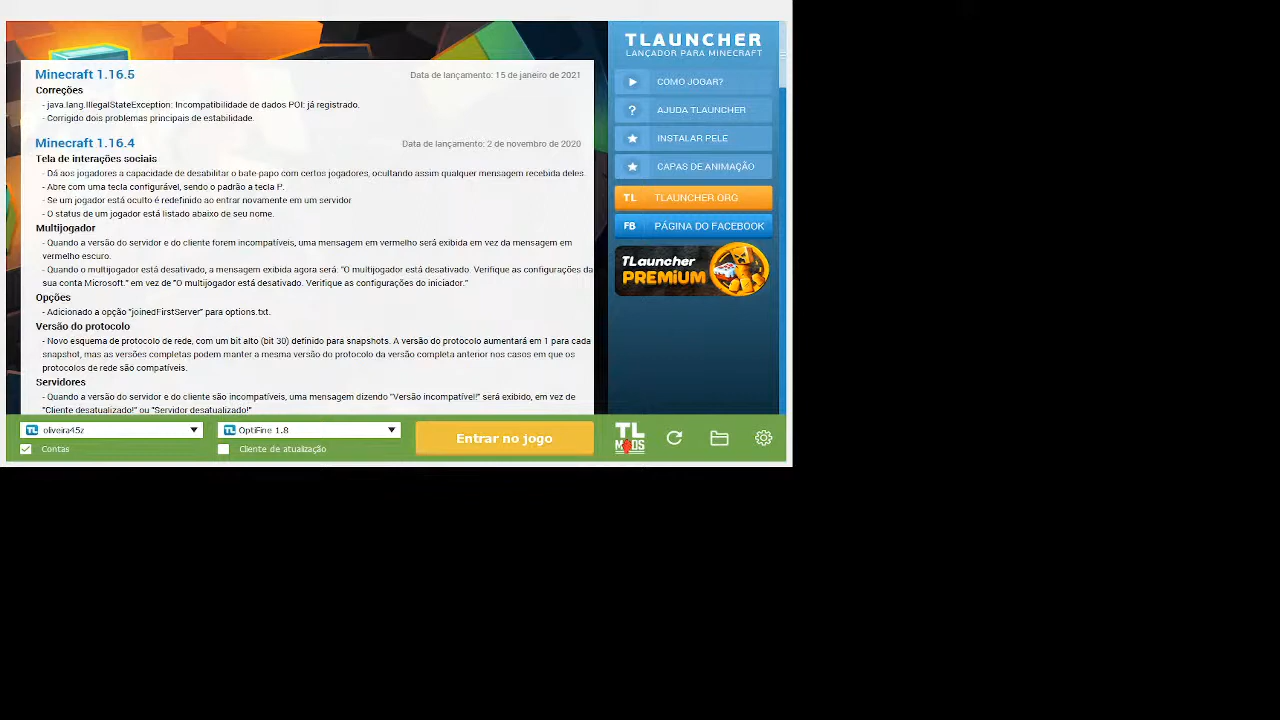 Minecraft 1.16.5
Data de lançamento: 15 de janeiro de 2021
Correções
- java.lang.IllegalStateException: Incompatibilidade de dados POI: já registrado.
- Corrigido dois problemas principais de estabilidade.
Minecraft 1.16.4
Data de lançamento: 2 de novembro de 2020
Tela de interações sociais
- Dá aos jogadores a capacidade de desabilitar o bate-papo com certos jogadores, ocultando assim qualquer mensagem recebida deles.
- Abre com uma tecla configurável, sendo o padrão a tecla P.
- Se um jogador está oculto é redefinido ao entrar novamente em um servidor
- O status de um jogador está listado abaixo de seu nome.
Multijogador
- Quando a versão do servidor e do cliente forem incompatíveis, uma mensagem em vermelho será exibida em vez da mensagem em
vermelho escuro.
- Quando o multijogador está desativado, a mensagem exibida agora será: "O multijogador está desativado. Verifique as configurações da
sua conta Microsoft." em vez de "O multijogador está desativado. Verifique as configurações do iniciador."
Opções
- Adicionado a opção "joinedFirstServer" para options.txt.
Versão do protocolo
- Novo esquema de protocolo de rede, com um bit alto (bit 30) definido para snapshots. A versão do protocolo aumentará em 1 para cada
snapshot, mas as versões completas podem manter a mesma versão do protocolo da versão completa anterior nos casos em que os
protocolos de rede são compatíveis.
Servidores
- Quando a versão do servidor e do cliente são incompatíveis, uma mensagem dizendo "Versão incompatível!" será exibido, em vez de
"Cliente desatualizado!" ou "Servidor desatualizado!"
TLAUNCHER
LANÇADOR PARA MINECRAFT
COMO JOGAR?
? AJUDA TLAUNCHER
INSTALAR PELE
CAPAS DE ANIMAÇÃO
TL TLAUNCHER.ORG
FB PÁGINA DO FACEBOOK
TLauncher
PREMIUM
TL oliveira45z
TL OptiFine 1.8
Contas
Cliente de atualização
Entrar no jogo
TL
MODS